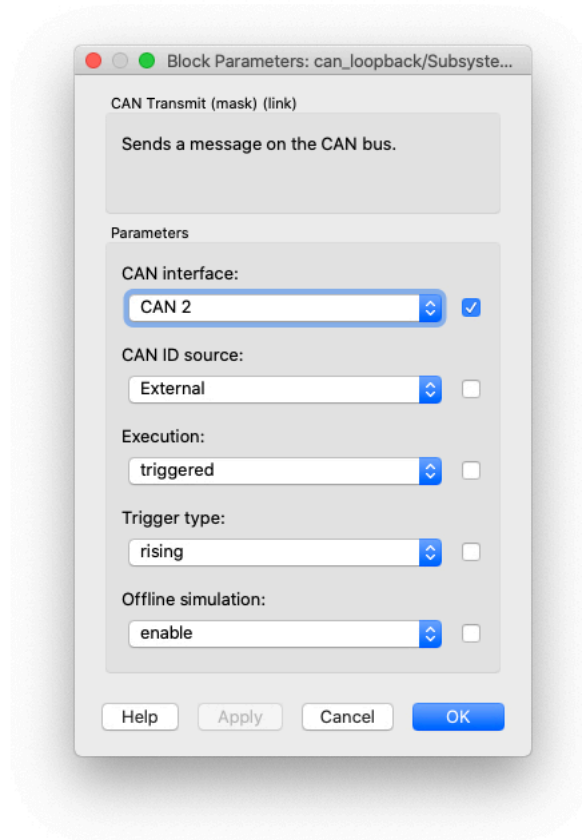 Block Parameters: can_loopback/Subsyste...
CAN Transmit (mask) (link)
Sends a message on the CAN bus.
Parameters
CAN interface:
CAN 2
CAN ID source:
External
Execution:
triggered
Trigger type:
rising
Offline simulation:
enable
Help Apply Cancel OK